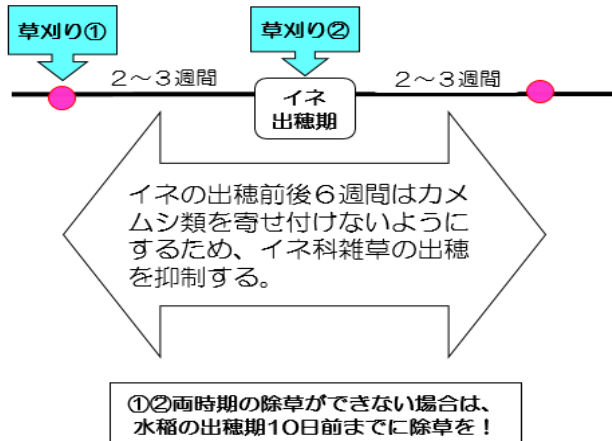 草刈り①
草刈り②
２～３週間
イネ
出穂期
２～３週間
イネの出穂前後６週間はカメ
ムシ類を寄せ付けないように
するため、イネ科雑草の出穂
を抑制する。
①②両時期の除草ができない場合は、
水稲の出穂期10日前までに除草を！